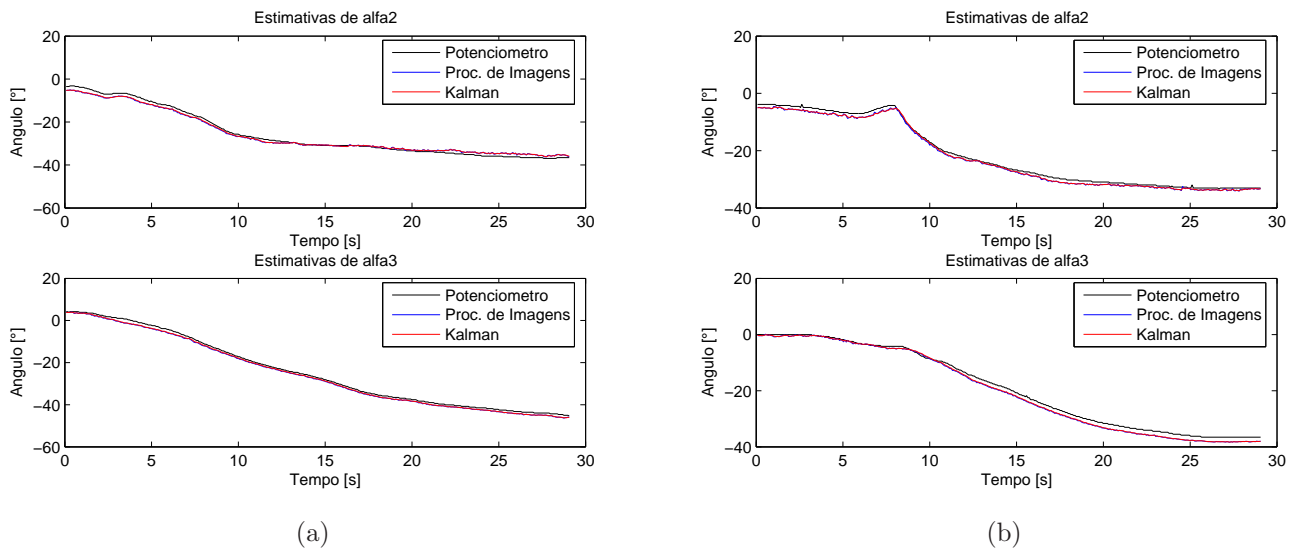 Estimativas de alfa2
20
0
−20
−40
−60
Angulo [°]
0 5 10 15 20 25 30
Tempo [s]
Potenciometro
Proc. de Imagens
Kalman
Estimativas de alfa3
20
0
−20
−40
−60
Angulo [°]
0 5 10 15 20 25 30
Tempo [s]
Potenciometro
Proc. de Imagens
Kalman
(a)
Estimativas de alfa2
20
0
−20
−40
Angulo [°]
0 5 10 15 20 25 30
Tempo [s]
Potenciometro
Proc. de Imagens
Kalman
Estimativas de alfa3
20
0
−20
−40
Angulo [°]
0 5 10 15 20 25 30
Tempo [s]
Potenciometro
Proc. de Imagens
Kalman
(b)